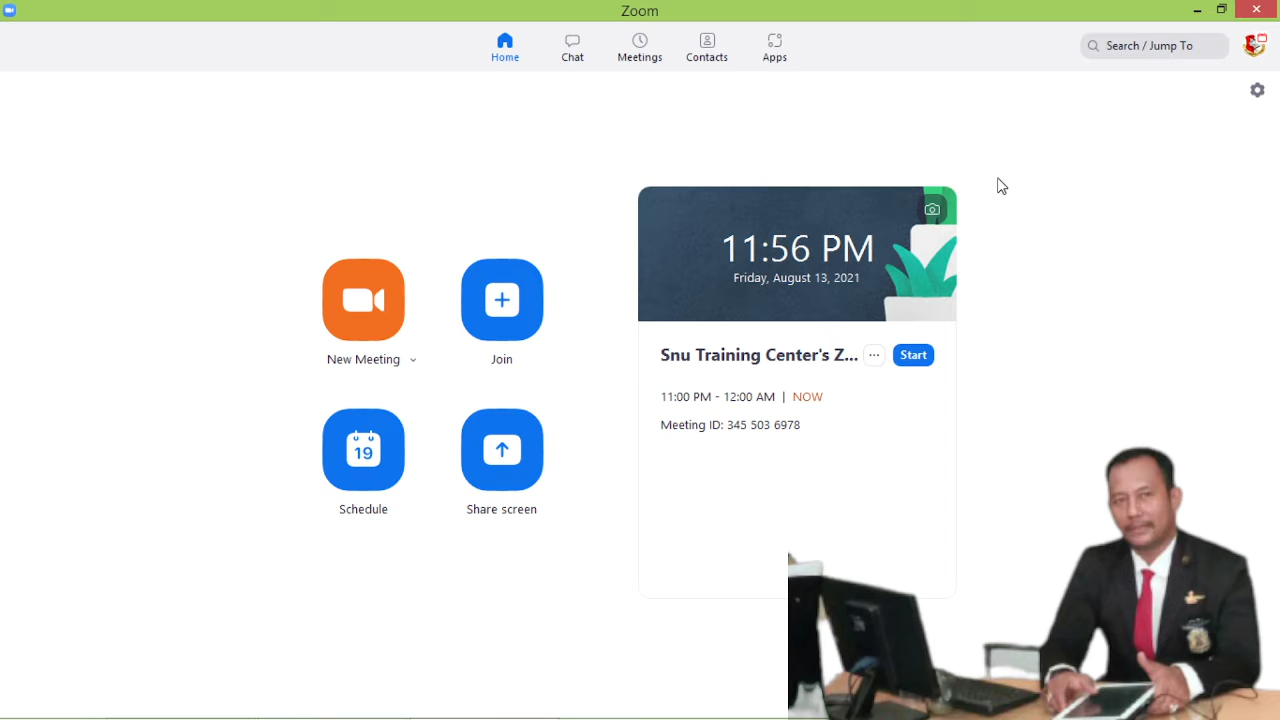 Zoom
Home
Chat
Meetings
Contacts
Apps
Search / Jump To
11:56 PM
Friday, August 13, 2021
New Meeting
Join
Snu Training Center's Z...
Start
11:00 PM - 12:00 AM | NOW
Meeting ID: 345 503 6978
19
Schedule
Share screen